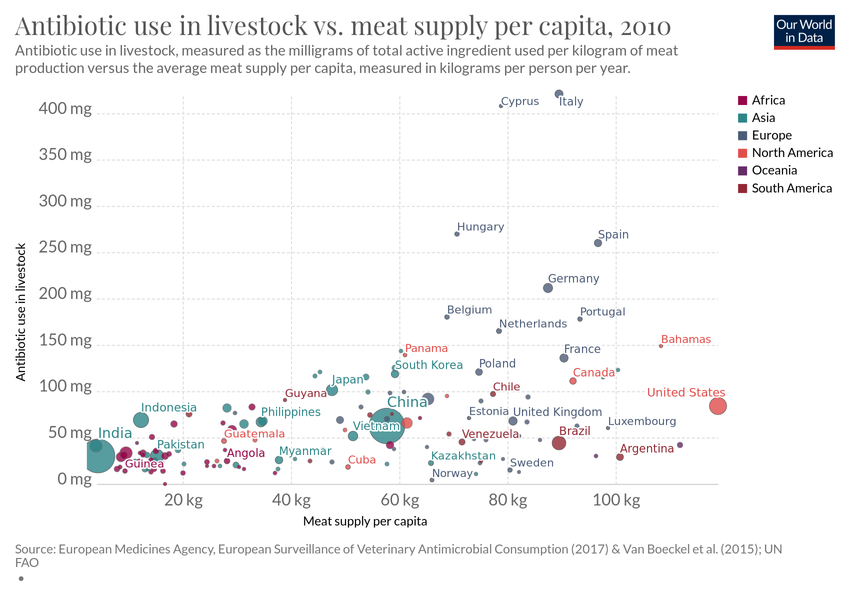 Antibiotic use in livestock vs. meat supply per capita, 2010
Our World
in Data
Antibiotic use in livestock, measured as the milligrams of total active ingredient used per kilogram of meat
production versus the average meat supply per capita, measured in kilograms per person per year.
Africa
Asia
Europe
North America
Oceania
South America
Antibiotic use in livestock
400 mg
350 mg
300 mg
250 mg
200 mg
150 mg
100 mg
50 mg
0 mg
Cyprus
Italy
Hungary
Spain
Germany
Belgium
Portugal
Netherlands
Bahamas
Panama
France
South Korea
Poland
Canada
Japan
Chile
United States
Guyana
China
Indonesia
Philippines
Estonia
United Kingdom
Luxembourg
Vietnam
India
Guatemala
Venezuela
Brazil
Pakistan
Angola
Myanmar
Kazakhstan
Argentina
Guinea
Cuba
Sweden
Norway
20 kg
40 kg
60 kg
80 kg
100 kg
Meat supply per capita
Source: European Medicines Agency, European Surveillance of Veterinary Antimicrobial Consumption (2017) & Van Boeckel et al. (2015); UN
FAO